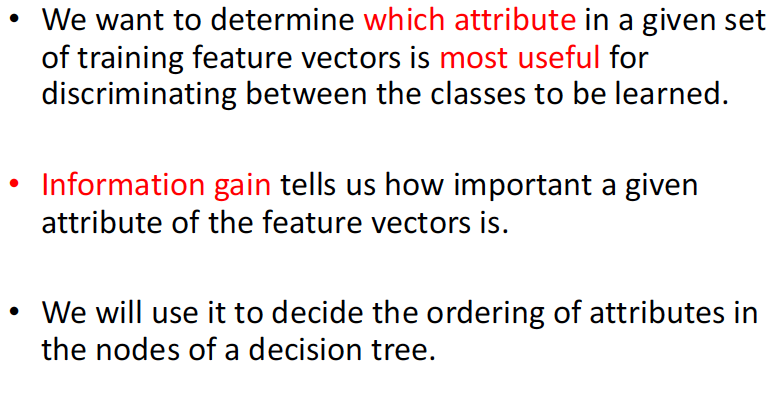 • We want to determine which attribute in a given set
of training feature vectors is most useful for
discriminating between the classes to be learned.
• Information gain tells us how important a given
attribute of the feature vectors is.
• We will use it to decide the ordering of attributes in
the nodes of a decision tree.